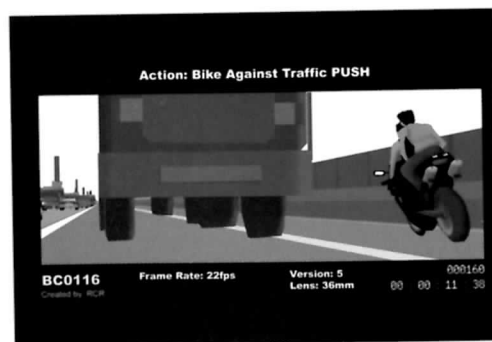 Action: Bike Against Traffic PUSH
BC0116
Created by RCR
Frame Rate: 22fps
Version: 5
Lens: 36mm
000160
00 00 11 38